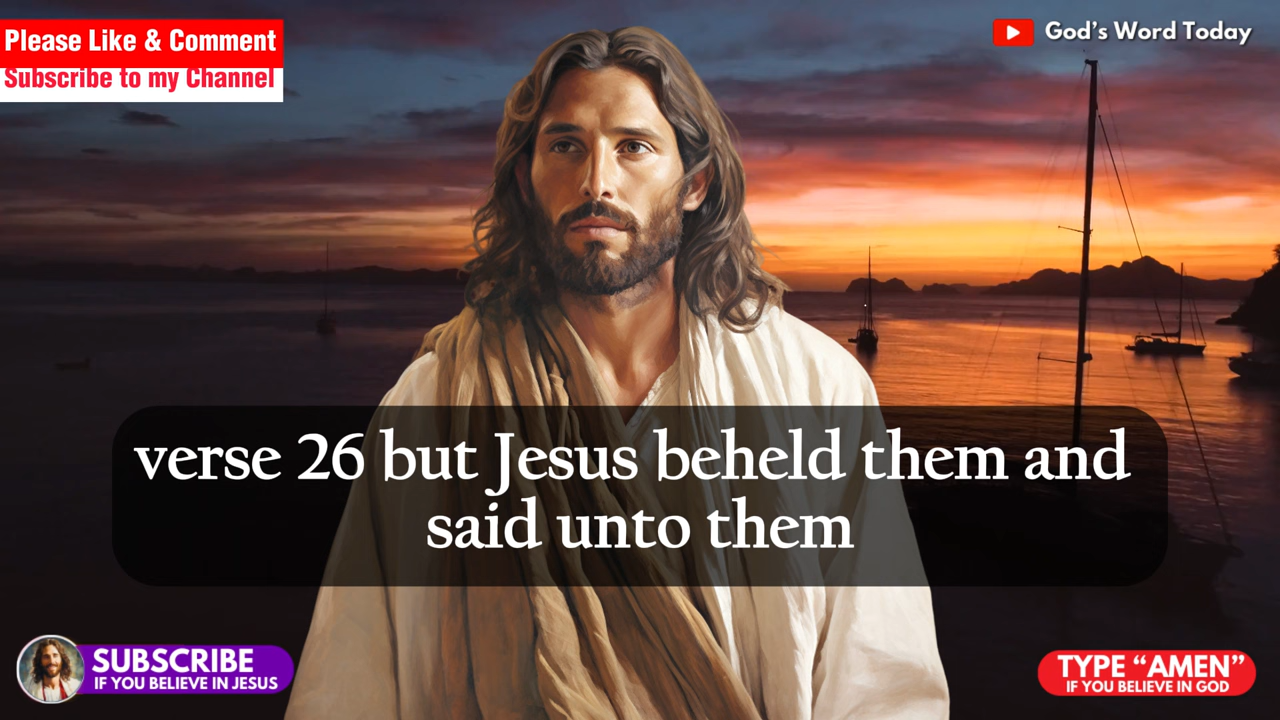 Please Like & Comment
Subscribe to my Channel
God's Word Today
verse 26 but Jesus beheld them and
said unto them
SUBSCRIBE
IF YOU BELIEVE IN JESUS
TYPE “AMEN”
IF YOU BELIEVE IN GOD